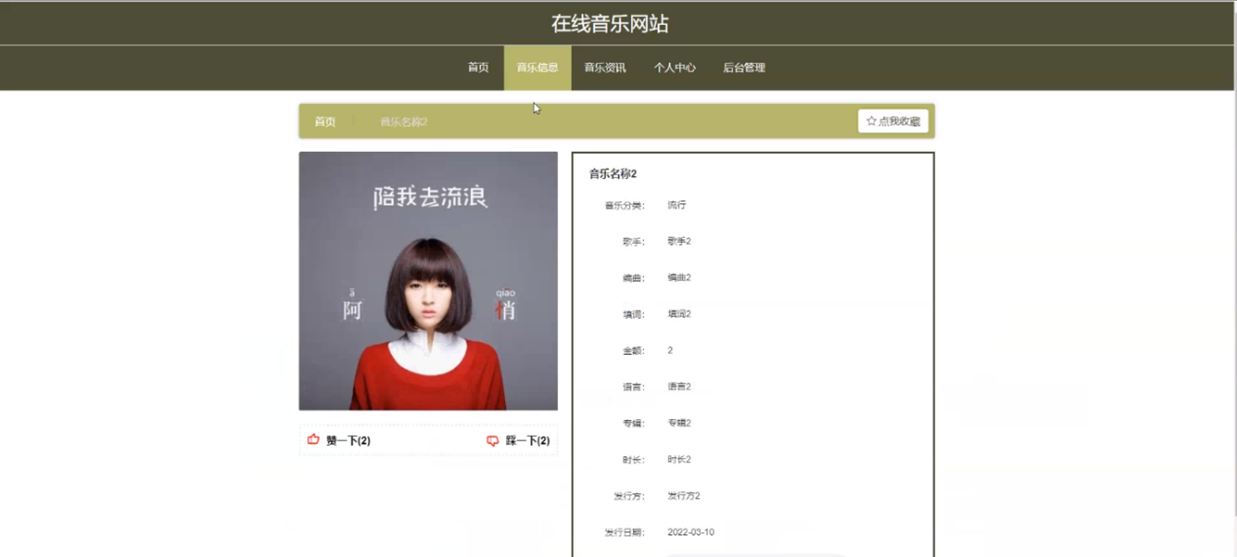 在线音乐网站
首页 音乐信息 音乐资讯 个人中心 后台管理
首页 音乐名称2 点我收藏
陪我去流浪
ā qiao
阿 悄
赞一下(2) 踩一下(2)
音乐名称2
音乐分类: 流行
歌手: 歌手2
编曲: 编曲2
填词: 填词2
金额: 2
语言: 语言2
专辑: 专辑2
时长: 时长2
发行方: 发行方2
发行日期: 2022-03-10